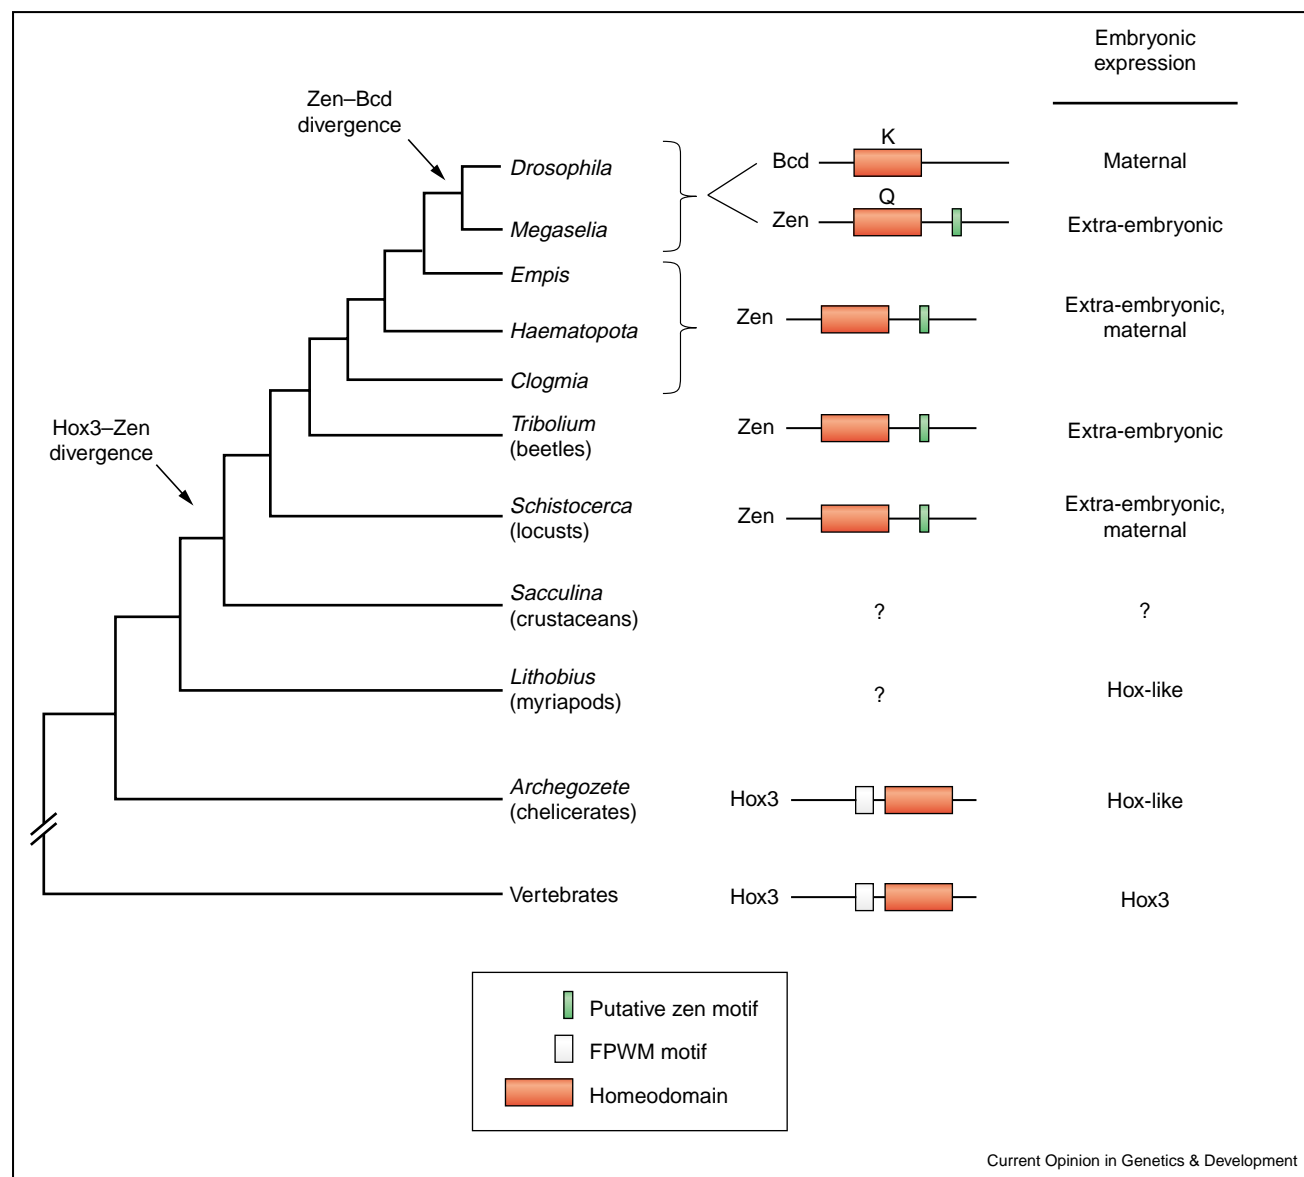 Embryonic
expression
Zen–Bcd
divergence
Drosophila
Bcd
K
Maternal
Megaselia
Zen
Q
Extra-embryonic
Empis
Haematopota
Zen
Extra-embryonic,
maternal
Clogmia
Hox3–Zen
divergence
Tribolium
(beetles)
Zen
Extra-embryonic
Schistocerca
(locusts)
Zen
Extra-embryonic,
maternal
Sacculina
(crustaceans)
?
?
Lithobius
(myriapods)
?
Hox-like
Archegozete
(chelicerates)
Hox3
Hox-like
Vertebrates
Hox3
Hox3
Putative zen motif
FPWM motif
Homeodomain
Current Opinion in Genetics & Development